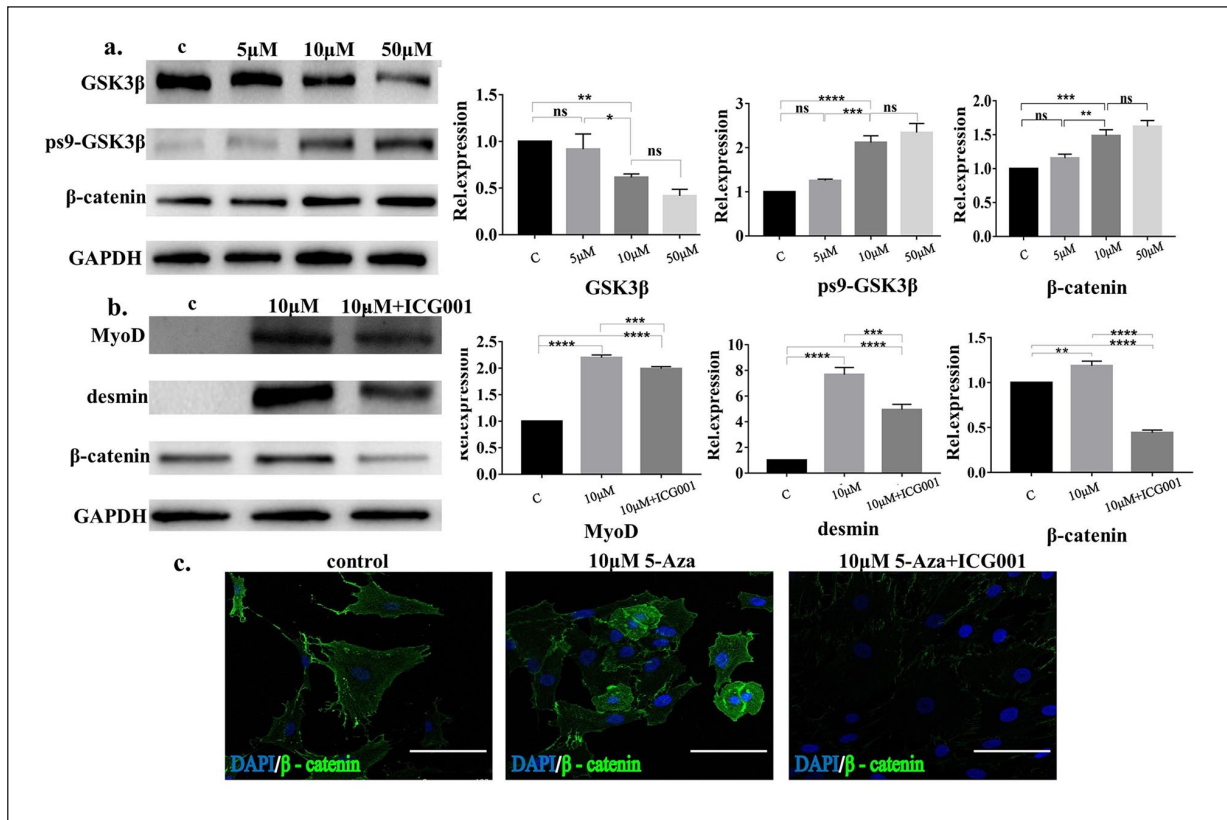 a.
c 5μM 10μM 50μM
GSK3β
ps9-GSK3β
β-catenin
GAPDH
Rel.expression
1.5
1.0
0.5
0.0
**
ns
*
ns
C 5μM 10μM 50μM
GSK3β
Rel.expression
3
2
1
0
****
ns
***
ns
C 5μM 10μM 50μM
ps9-GSK3β
Rel.expression
2.0
1.5
1.0
0.5
0.0
***
ns
**
ns
C 5μM 10μM 50μM
β-catenin
b.
c 10μM 10μM+ICG001
MyoD
desmin
β-catenin
GAPDH
Rel.expression
2.5
2.0
1.5
1.0
0.5
0.0
***
****
****
C 10μM 10μM+ICG001
MyoD
Rel.expression
10
8
6
4
2
0
***
****
****
C 10μM 10μM+ICG001
desmin
Rel.expression
1.5
1.0
0.5
0.0
****
****
**
C 10μM 10μM+ICG001
β-catenin
c.
control
DAPI/β - catenin
10μM 5-Aza
DAPI/β - catenin
10μM 5-Aza+ICG001
DAPI/β - catenin